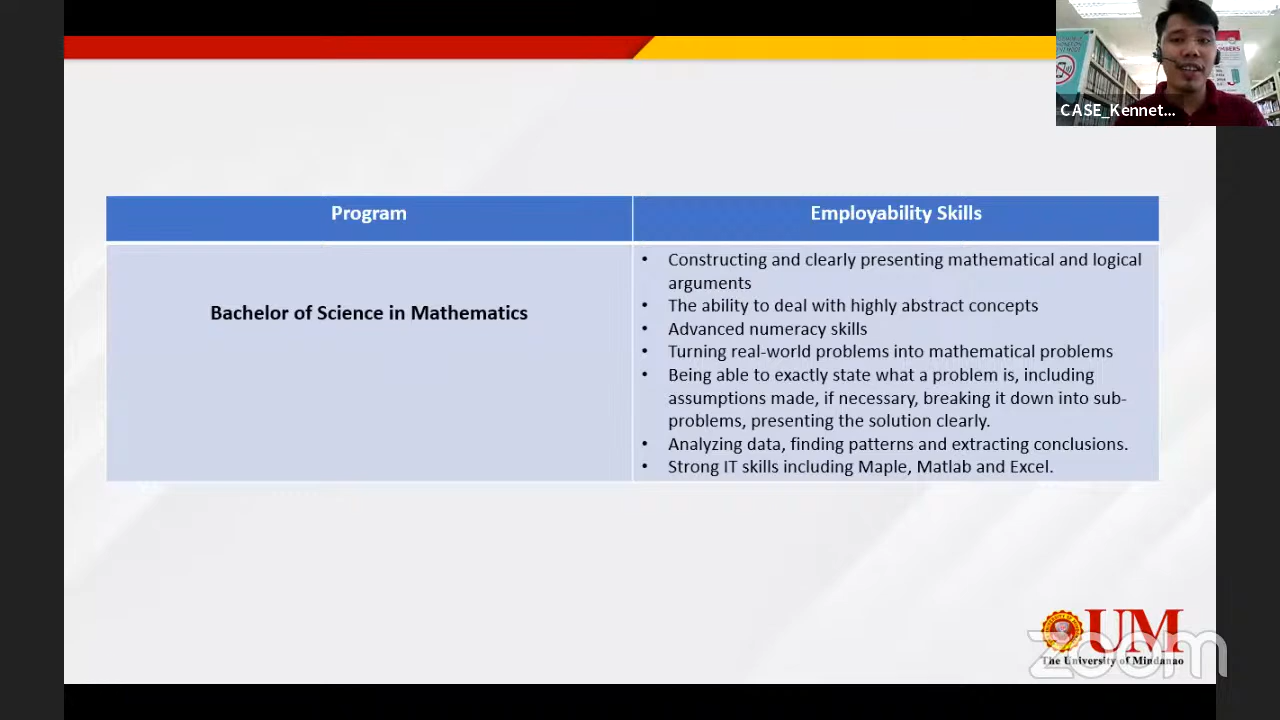 CASE_Kennet...
Program
Employability Skills
Bachelor of Science in Mathematics
• Constructing and clearly presenting mathematical and logical
arguments
• The ability to deal with highly abstract concepts
• Advanced numeracy skills
• Turning real-world problems into mathematical problems
• Being able to exactly state what a problem is, including
assumptions made, if necessary, breaking it down into sub-
problems, presenting the solution clearly.
• Analyzing data, finding patterns and extracting conclusions.
• Strong IT skills including Maple, Matlab and Excel.
UM
The University of Mindanao
zoom